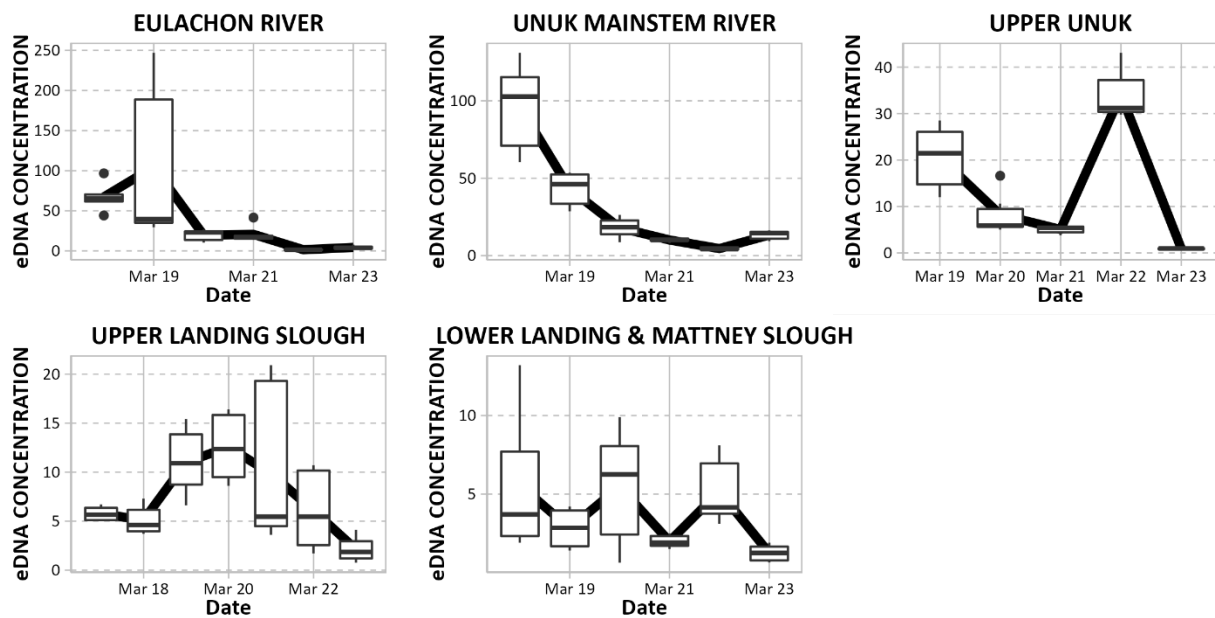 EULACHON RIVER
eDNA CONCENTRATION
250
200
150
100
50
0
Mar 19
Mar 21
Mar 23
Date
UNUK MAINSTEM RIVER
eDNA CONCENTRATION
100
50
0
Mar 19
Mar 21
Mar 23
Date
UPPER UNUK
eDNA CONCENTRATION
40
30
20
10
0
Mar 19
Mar 20
Mar 21
Mar 22
Mar 23
Date
UPPER LANDING SLOUGH
eDNA CONCENTRATION
20
15
10
5
0
Mar 18
Mar 20
Mar 22
Date
LOWER LANDING & MATTNEY SLOUGH
eDNA CONCENTRATION
10
5
Mar 19
Mar 21
Mar 23
Date